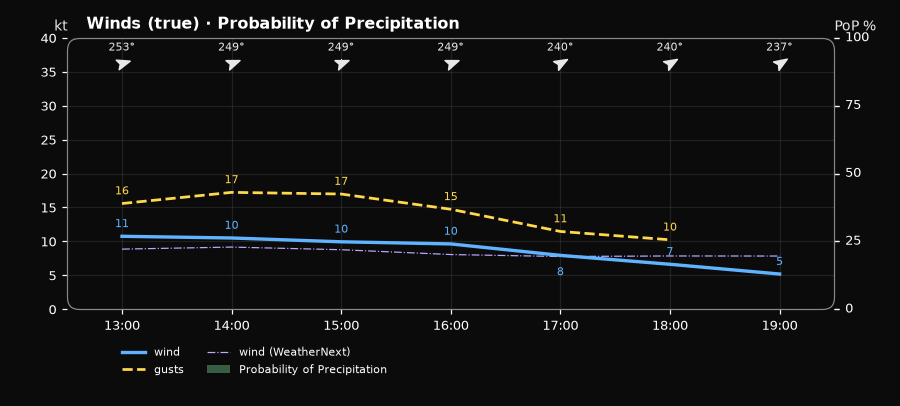 kt Winds (true) · Probability of Precipitation PoP %
253° 249° 249° 249° 240° 240° 237°
40 100
35
30 75
25
20 50
15
10 25
5
0 0
16 17 17 15 11 10
11 10 10 10 8 7 5
13:00 14:00 15:00 16:00 17:00 18:00 19:00
wind wind (WeatherNext)
gusts Probability of Precipitation